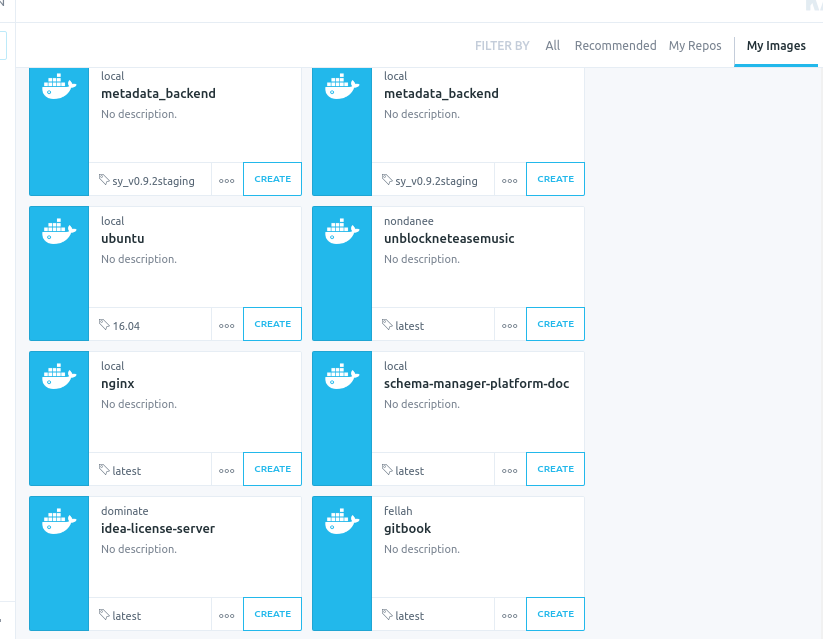 FILTER BY All Recommended My Repos My Images
local
metadata_backend
No description.
sy_v0.9.2staging
CREATE
local
metadata_backend
No description.
sy_v0.9.2staging
CREATE
local
ubuntu
No description.
16.04
CREATE
nondanee
unblockneteasemusic
No description.
latest
CREATE
local
nginx
No description.
latest
CREATE
local
schema-manager-platform-doc
No description.
latest
CREATE
dominate
idea-license-server
No description.
latest
CREATE
fellah
gitbook
No description.
latest
CREATE